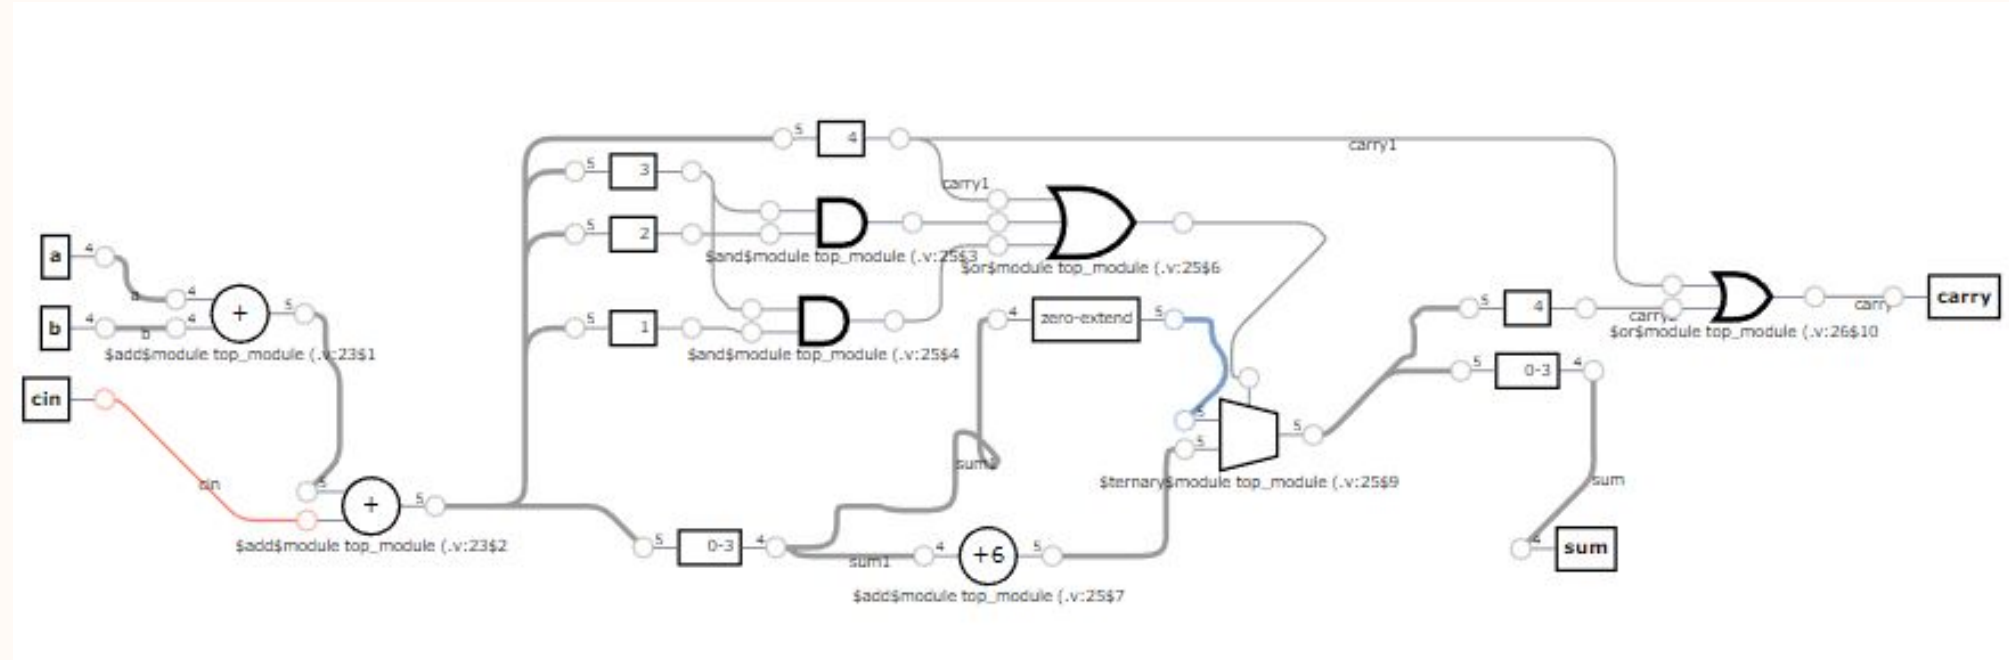 5 4
carry1
5 3
carry1
5 2
$and$module top_module (.v:25$3
$or$module top_module (.v:25$6
a 4
a 4
5
b 4
b 4
+
$add$module top_module (.v:23$1
5 1
$and$module top_module (.v:25$4
4 zero-extend 5
5 4
carry2
$or$module top_module (.v:26$10
carry
carry
5 0-3 4
cin
cin
5
5
5
sum1
$ternary$module top_module (.v:25$9
sum
5
+
5
$add$module top_module (.v:23$2
5 0-3 4
sum1
4 +6 5
$add$module top_module (.v:25$7
4 sum